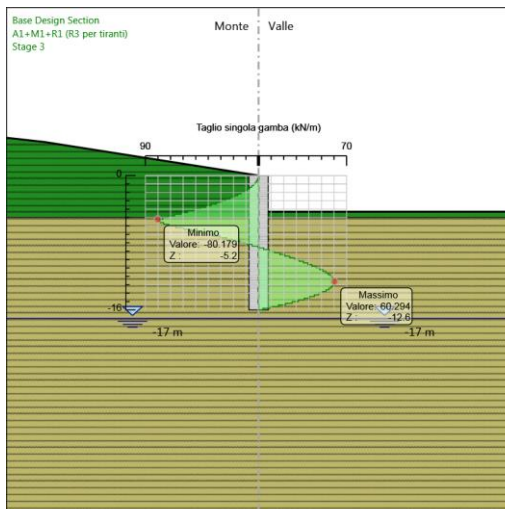 Base Design Section
A1+M1+R1 (R3 per tiranti)
Stage 3
Monte
Valle
Taglio singola gamba (kN/m)
90
70
0
Minimo
Valore: -80.179
Z : -5.2
Massimo
Valore: 60.294
Z : -12.6
-16
-17 m
-17 m